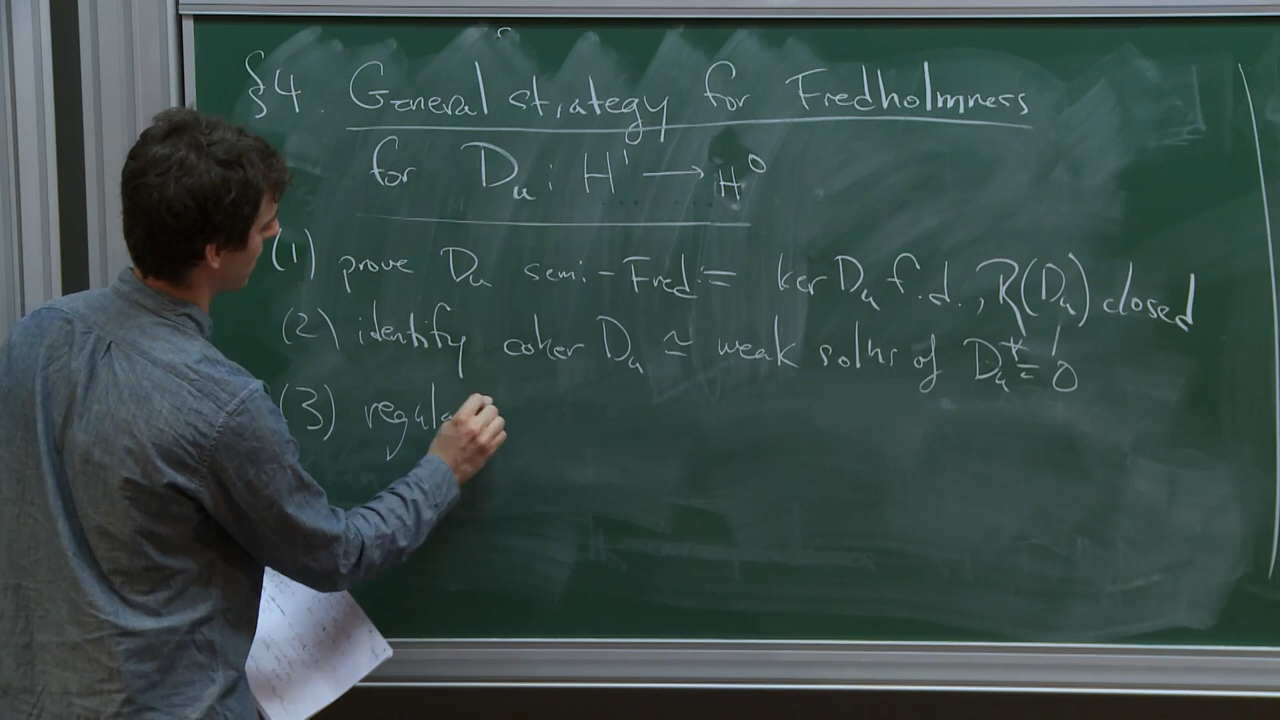 §4. General strategy for Fredholmness
for Dᵤ : H¹ → H⁰
(1) prove Dᵤ semi-Fred := ker Dᵤ f.d., R(Dᵤ) closed
(2) identify coker Dᵤ ≃ weak solns of Dᵤ* = 0
(3) regula